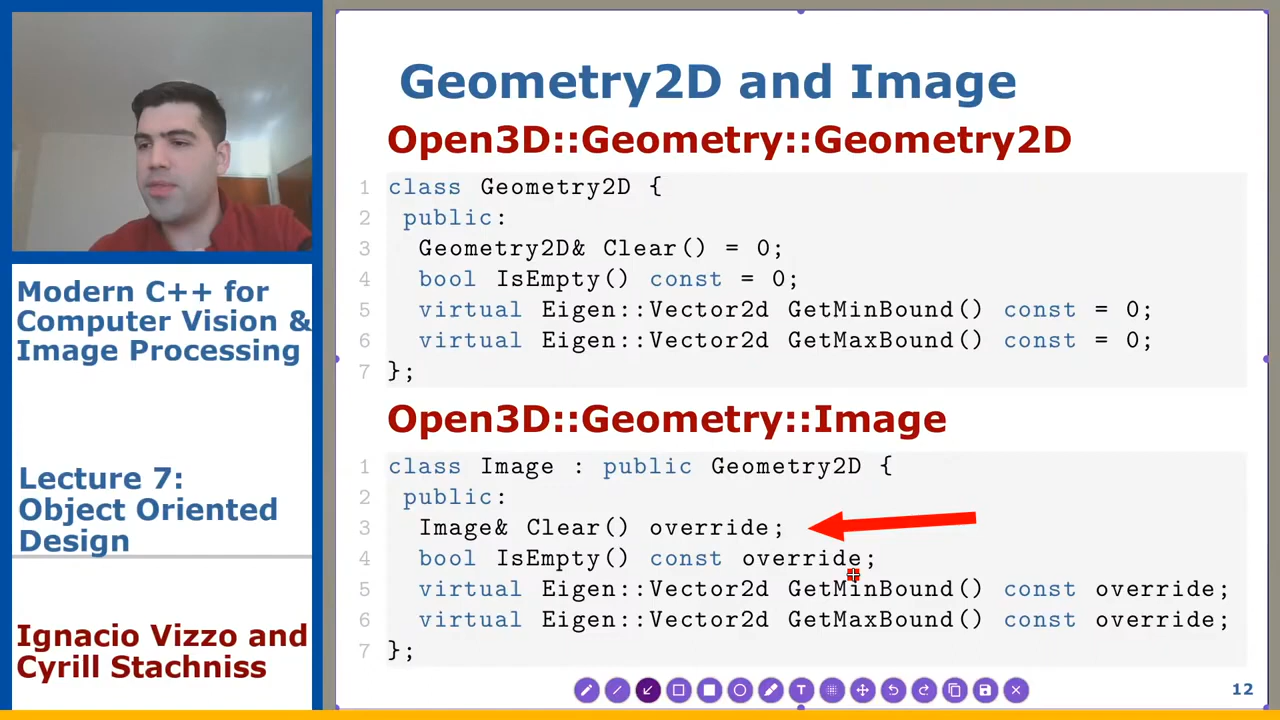 Geometry2D and Image
Open3D::Geometry::Geometry2D
1 class Geometry2D {
2 public:
3 Geometry2D& Clear() = 0;
4 bool IsEmpty() const = 0;
5 virtual Eigen::Vector2d GetMinBound() const = 0;
6 virtual Eigen::Vector2d GetMaxBound() const = 0;
7 };
Open3D::Geometry::Image
1 class Image : public Geometry2D {
2 public:
3 Image& Clear() override;
4 bool IsEmpty() const override;
5 virtual Eigen::Vector2d GetMinBound() const override;
6 virtual Eigen::Vector2d GetMaxBound() const override;
7 };
T
12
Modern C++ for
Computer Vision &
Image Processing
Lecture 7:
Object Oriented
Design
Ignacio Vizzo and
Cyrill Stachniss